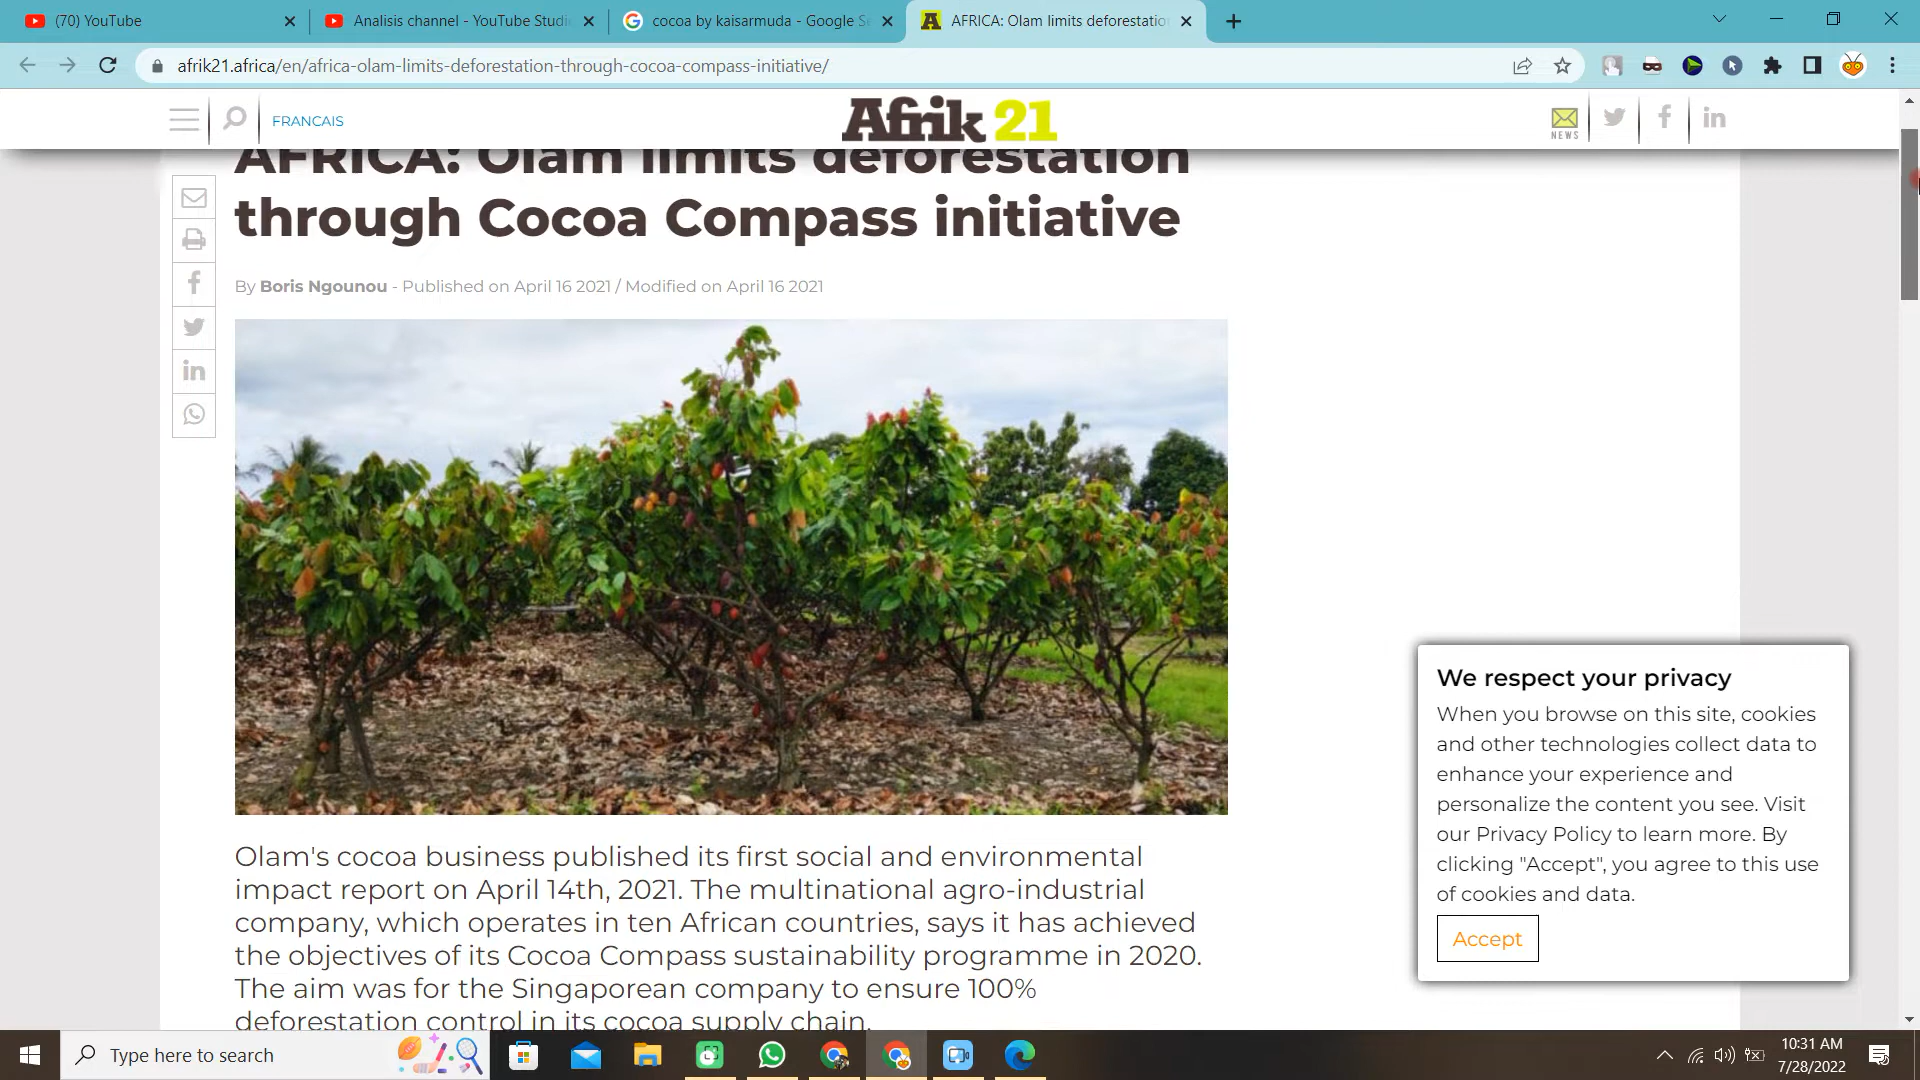 (70) YouTube
Analisis channel - YouTube Studi
cocoa by kaisarmuda - Google Se
AFRICA: Olam limits deforestatio
afrik21.africa/en/africa-olam-limits-deforestation-through-cocoa-compass-initiative/
FRANCAIS
Afrik 21
NEWS
AFRICA: Olam limits deforestation
through Cocoa Compass initiative
By Boris Ngounou - Published on April 16 2021 / Modified on April 16 2021
Olam's cocoa business published its first social and environmental
impact report on April 14th, 2021. The multinational agro-industrial
company, which operates in ten African countries, says it has achieved
the objectives of its Cocoa Compass sustainability programme in 2020.
The aim was for the Singaporean company to ensure 100%
deforestation control in its cocoa supply chain.
We respect your privacy
When you browse on this site, cookies
and other technologies collect data to
enhance your experience and
personalize the content you see. Visit
our Privacy Policy to learn more. By
clicking "Accept", you agree to this use
of cookies and data.
Accept
Type here to search
10:31 AM
7/28/2022